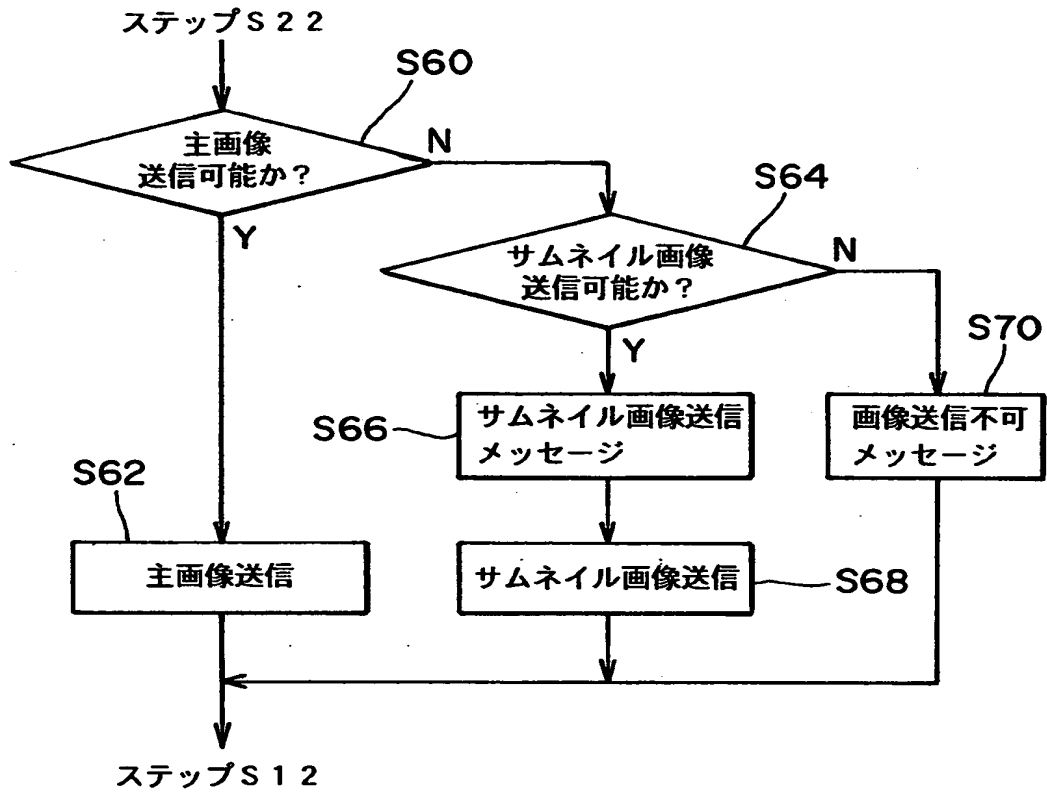 ステップS22
S60
主画像
送信可能か?
N
Y
S64
サムネイル画像
送信可能か?
N
Y
S70
S66
サムネイル画像送信
メッセージ
画像送信不可
メッセージ
S62
主画像送信
サムネイル画像送信
S68
ステップS12